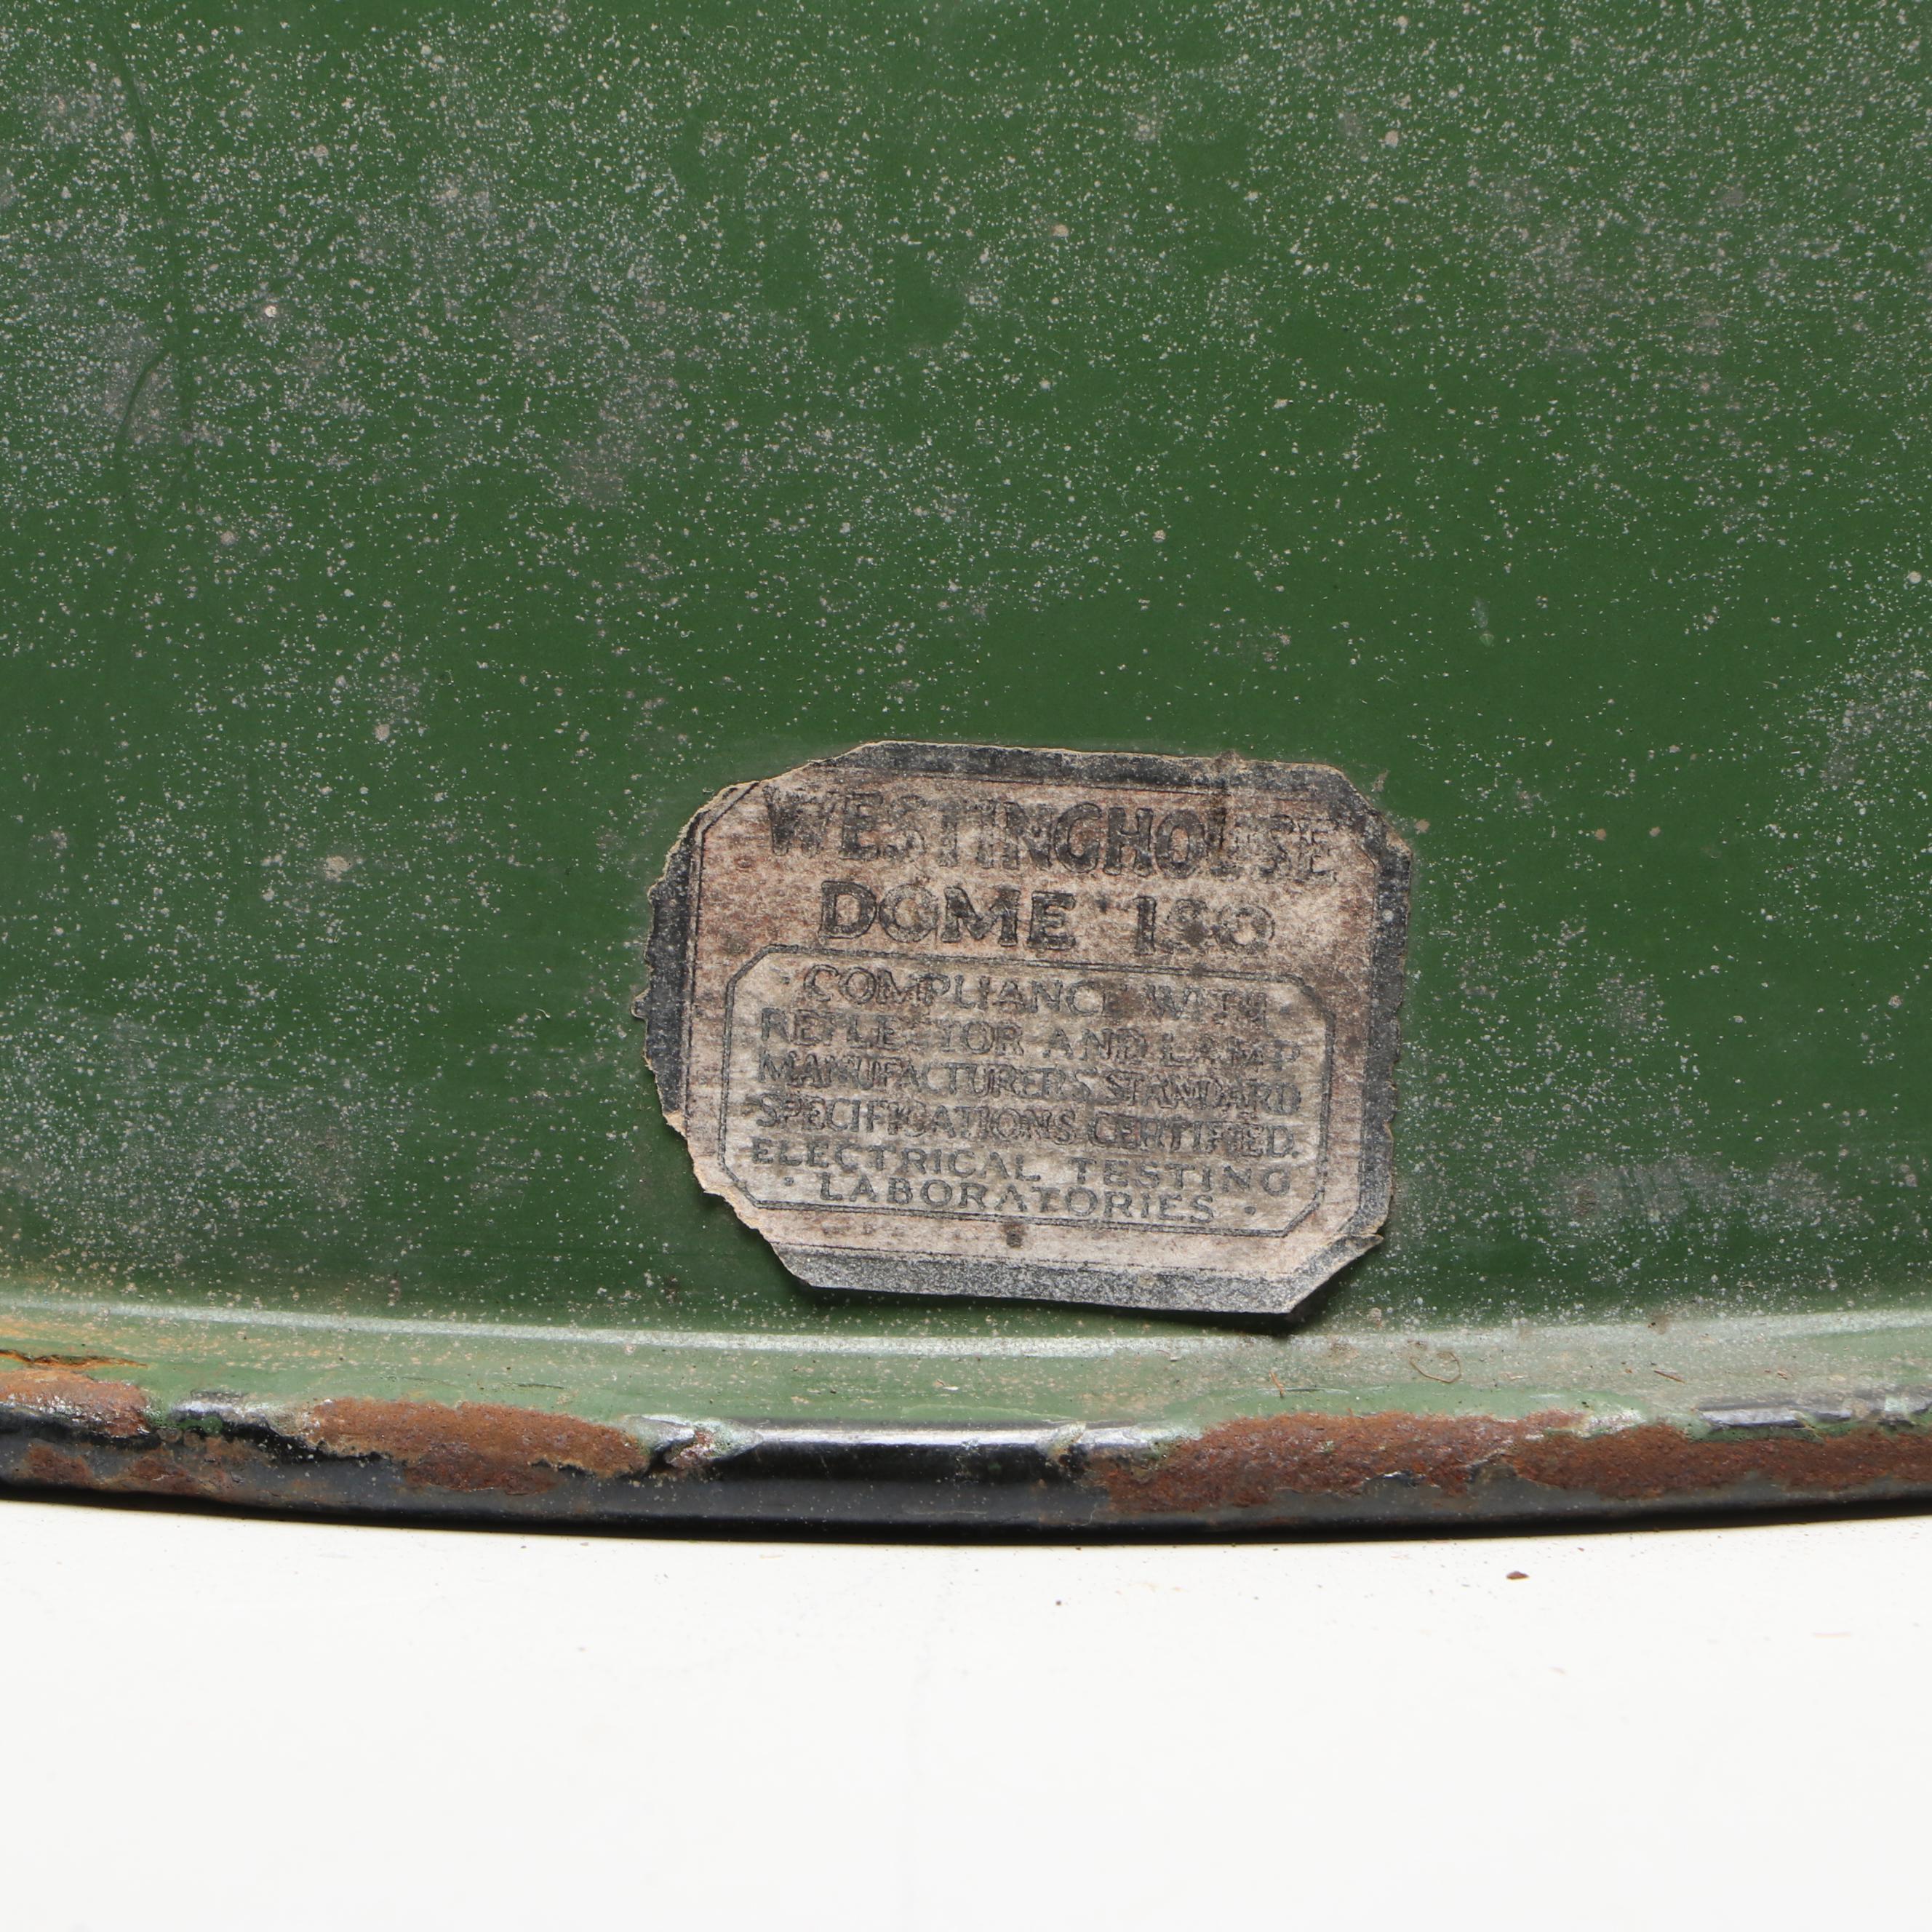 WESTINGHOUSE
DOME
· COMPLIANCE WITH ·
REFLECTOR AND LAMP
MANUFACTURERS STANDARD
SPECIFICATIONS CERTIFIED.
ELECTRICAL TESTING
· LABORATORIES ·